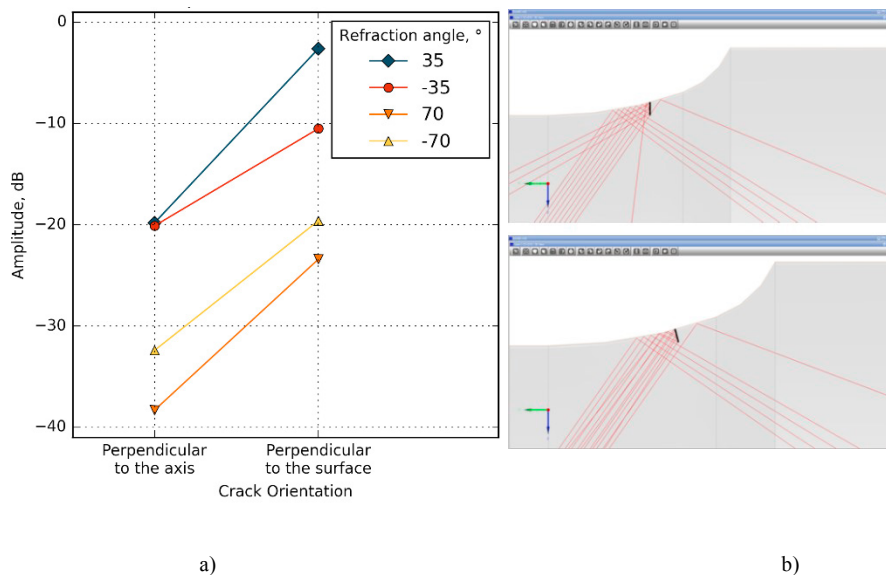 0
Refraction angle, °
35
-35
70
-70
−10
−20
−30
−40
Amplitude, dB
Perpendicular
to the axis
Perpendicular
to the surface
Crack Orientation
a)
b)